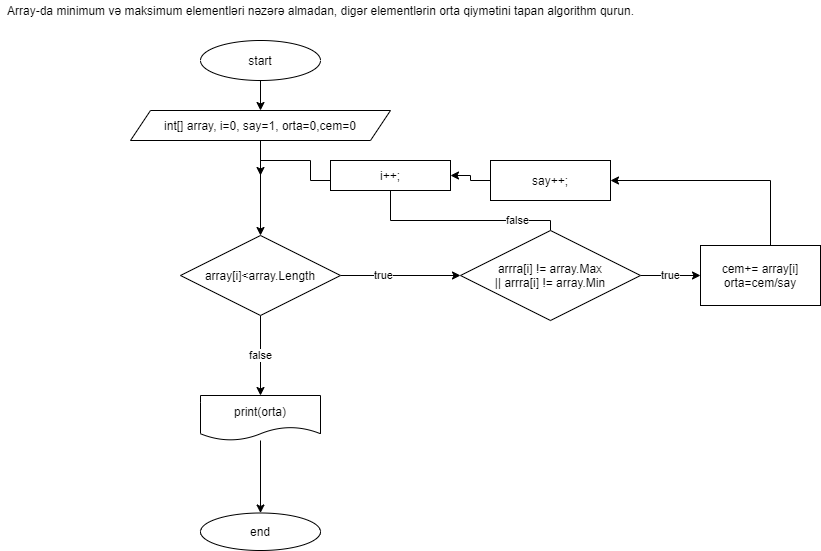 Array-da minimum və maksimum elementləri nəzərə almadan, digər elementlərin orta qiymətini tapan algorithm qurun.
start
int[] array, i=0, say=1, orta=0,cem=0
i++;
say++;
false
array[i]<array.Length
true
arrra[i] != array.Max
|| arrra[i] != array.Min
true
cem+= array[i]
orta=cem/say
false
print(orta)
end